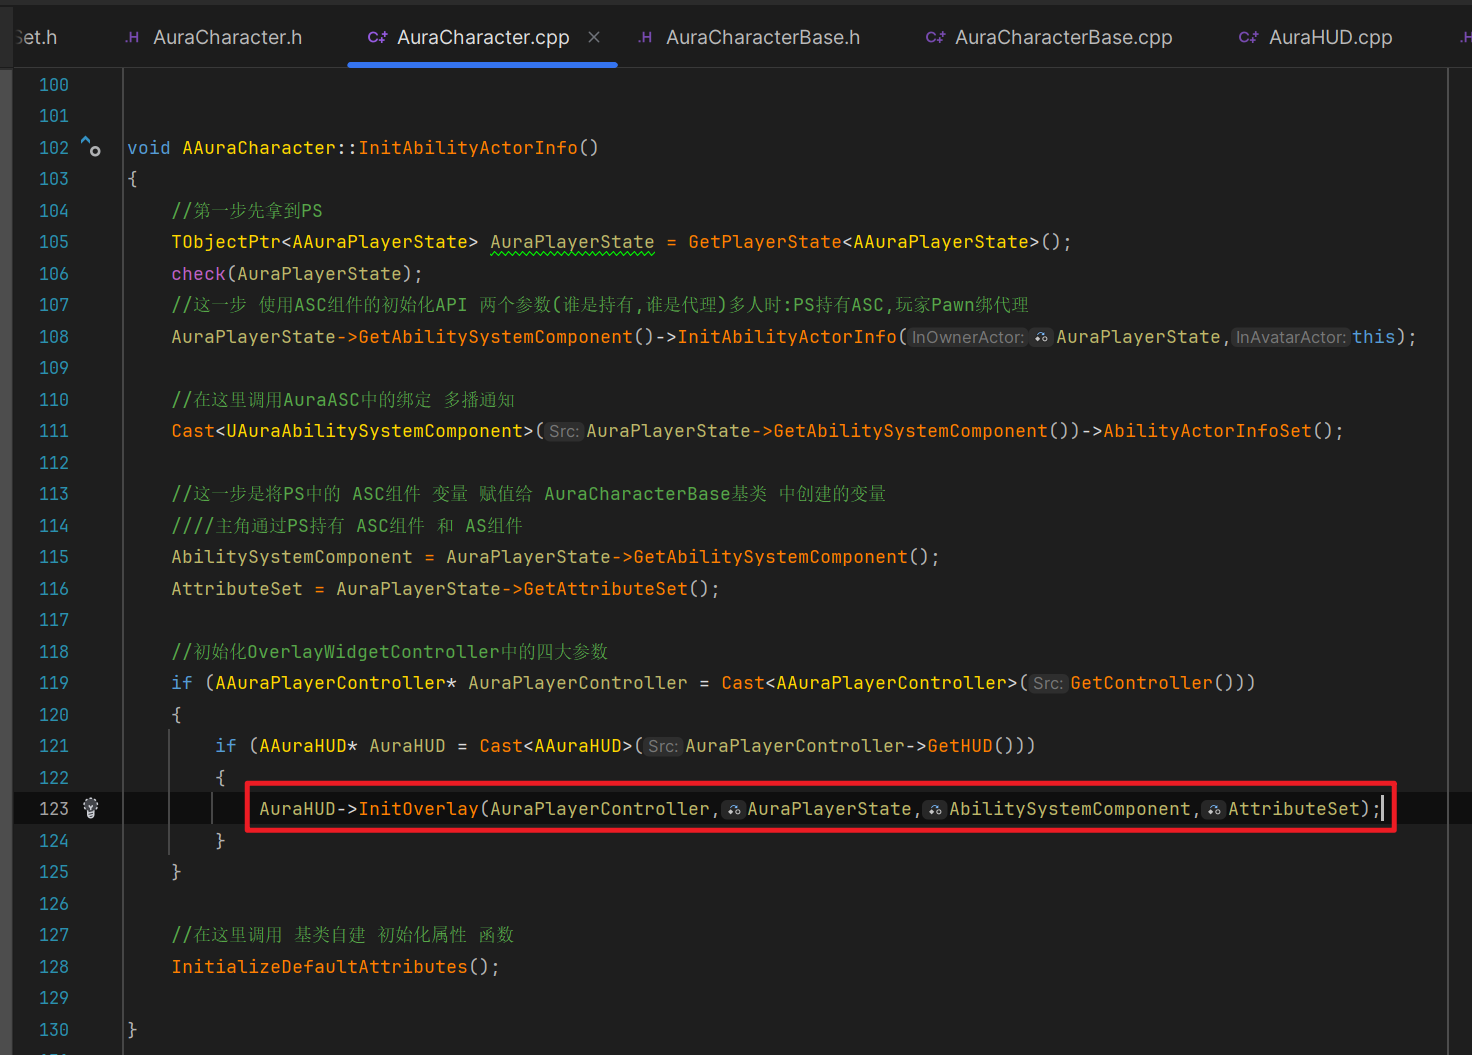 Set.h .H AuraCharacter.h C++ AuraCharacter.cpp × .H AuraCharacterBase.h C++ AuraCharacterBase.cpp C++ AuraHUD.cpp .H
100
101
102 void AAuraCharacter::InitAbilityActorInfo()
103 {
104 //第一步先拿到PS
105 TObjectPtr<AAuraPlayerState> AuraPlayerState = GetPlayerState<AAuraPlayerState>();
106 check(AuraPlayerState);
107 //这一步 使用ASC组件的初始化API 两个参数(谁是持有,谁是代理)多人时:PS持有ASC,玩家Pawn绑代理
108 AuraPlayerState->GetAbilitySystemComponent()->InitAbilityActorInfo(InOwnerActor: AuraPlayerState,InAvatarActor: this);
109
110 //在这里调用AuraASC中的绑定 多播通知
111 Cast<UAuraAbilitySystemComponent>(Src: AuraPlayerState->GetAbilitySystemComponent())->AbilityActorInfoSet();
112
113 //这一步是将PS中的 ASC组件 变量 赋值给 AuraCharacterBase基类 中创建的变量
114 ////主角通过PS持有 ASC组件 和 AS组件
115 AbilitySystemComponent = AuraPlayerState->GetAbilitySystemComponent();
116 AttributeSet = AuraPlayerState->GetAttributeSet();
117
118 //初始化OverlayWidgetController中的四大参数
119 if (AAuraPlayerController* AuraPlayerController = Cast<AAuraPlayerController>(Src: GetController()))
120 {
121 if (AAuraHUD* AuraHUD = Cast<AAuraHUD>(Src: AuraPlayerController->GetHUD()))
122 {
123 AuraHUD->InitOverlay(AuraPlayerController,AuraPlayerState,AbilitySystemComponent,AttributeSet);
124 }
125 }
126
127 //在这里调用 基类自建 初始化属性 函数
128 InitializeDefaultAttributes();
129
130 }